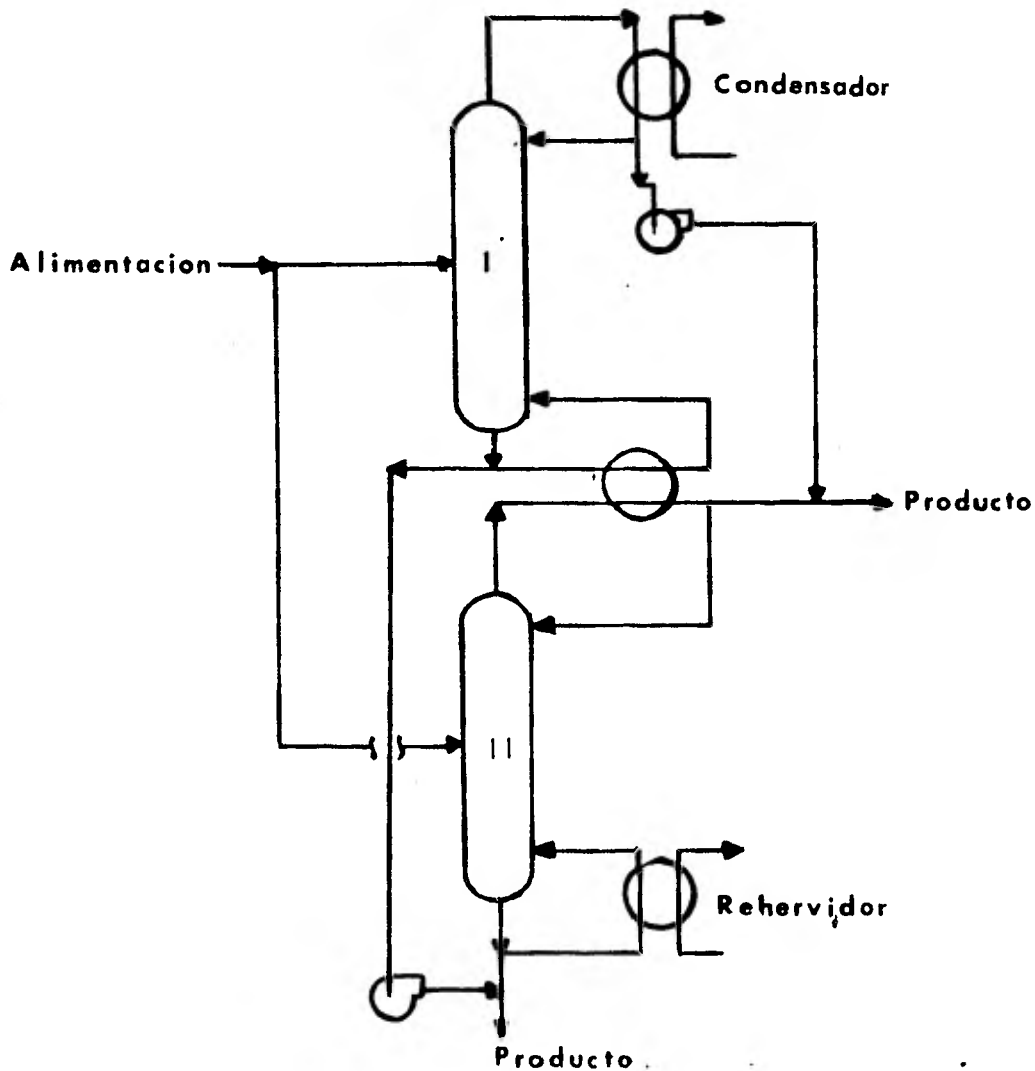 Condensador
Alimentacion
I
Producto
II
Rehervidor
Producto